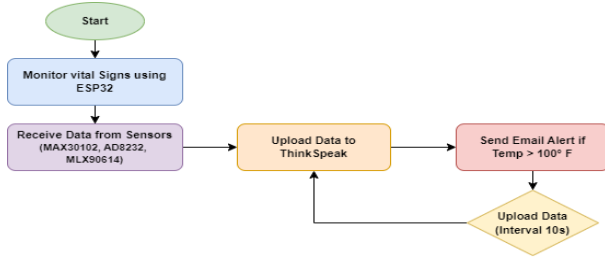 Start
Monitor vital Signs using
ESP32
Receive Data from Sensors
(MAX30102, AD8232,
MLX90614)
Upload Data to
ThinkSpeak
Send Email Alert if
Temp > 100° F
Upload Data
(Interval 10s)